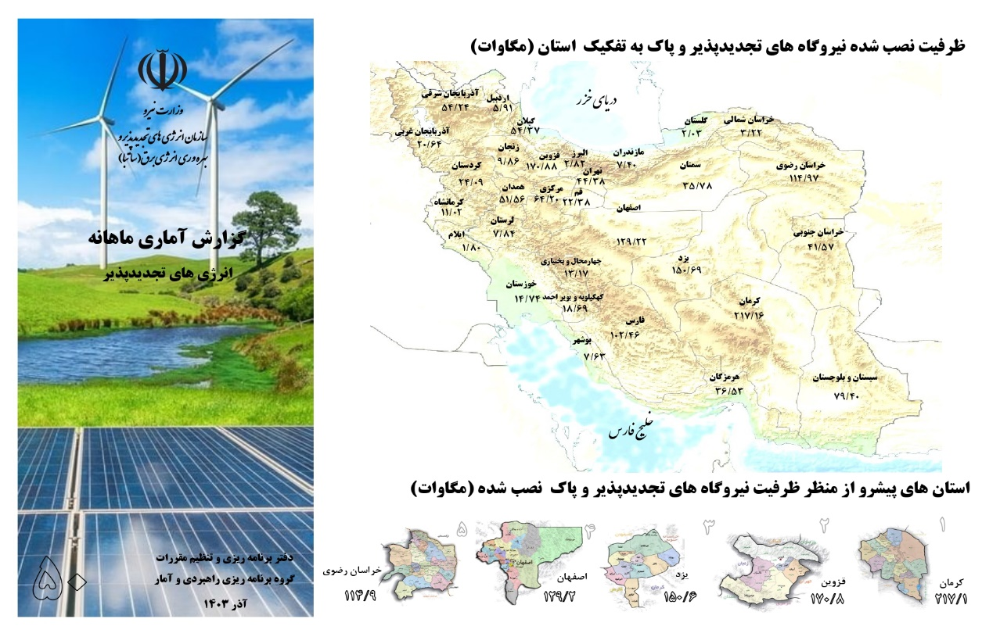 وزارت نیرو
سازمان انرژی های تجدیدپذیر و
بهره وری انرژی برق (ساتبا)
گزارش آماری ماهانه
انرژی های تجدیدپذیر
دفتر برنامه ریزی و تنظیم مقررات
گروه برنامه ریزی راهبردی و آمار
آذر ۱۴۰۳
۵
ظرفیت نصب شده نیروگاه های تجدیدپذیر و پاک به تفکیک استان (مگاوات)
دریای خزر
آذربایجان شرقی
۵۴/۲۴
اردبیل
۵/۹۱
گیلان
۵۴/۳۷
آذربایجان غربی
۲۰/۶۴
گلستان
۲/۰۳
خراسان شمالی
۳/۲۲
زنجان
۹/۸۶
قزوین
۱۷۰/۸۸
البرز
۲/۸۲
مازندران
۷/۴۰
تهران
۴۴/۳۸
سمنان
۳۵/۷۸
خراسان رضوی
۱۱۴/۹۷
کردستان
۲۴/۰۹
همدان
۵۱/۵۶
مرکزی
۶۴/۲۰
قم
۲۲/۳۸
کرمانشاه
۱۱/۰۲
لرستان
۷/۸۴
اصفهان
۱۲۹/۲۲
ایلام
۱/۸۰
خراسان جنوبی
۴۱/۵۷
چهارمحال و بختیاری
۱۳/۱۷
یزد
۱۵۰/۶۹
خوزستان
۱۴/۷۴
کهگیلویه و بویر احمد
۱۸/۶۹
کرمان
۲۱۷/۱۶
فارس
۱۰۲/۴۶
بوشهر
۷/۶۳
هرمزگان
۳۶/۵۳
سیستان و بلوچستان
۷۹/۴۰
خلیج فارس
استان های پیشرو از منظر ظرفیت نیروگاه های تجدیدپذیر و پاک نصب شده (مگاوات)
۱
کرمان
۲۱۷/۱
۲
قزوین
۱۷۰/۸
۳
یزد
۱۵۰/۶
۴
اصفهان
۱۲۹/۲
۵
خراسان رضوی
۱۱۴/۹